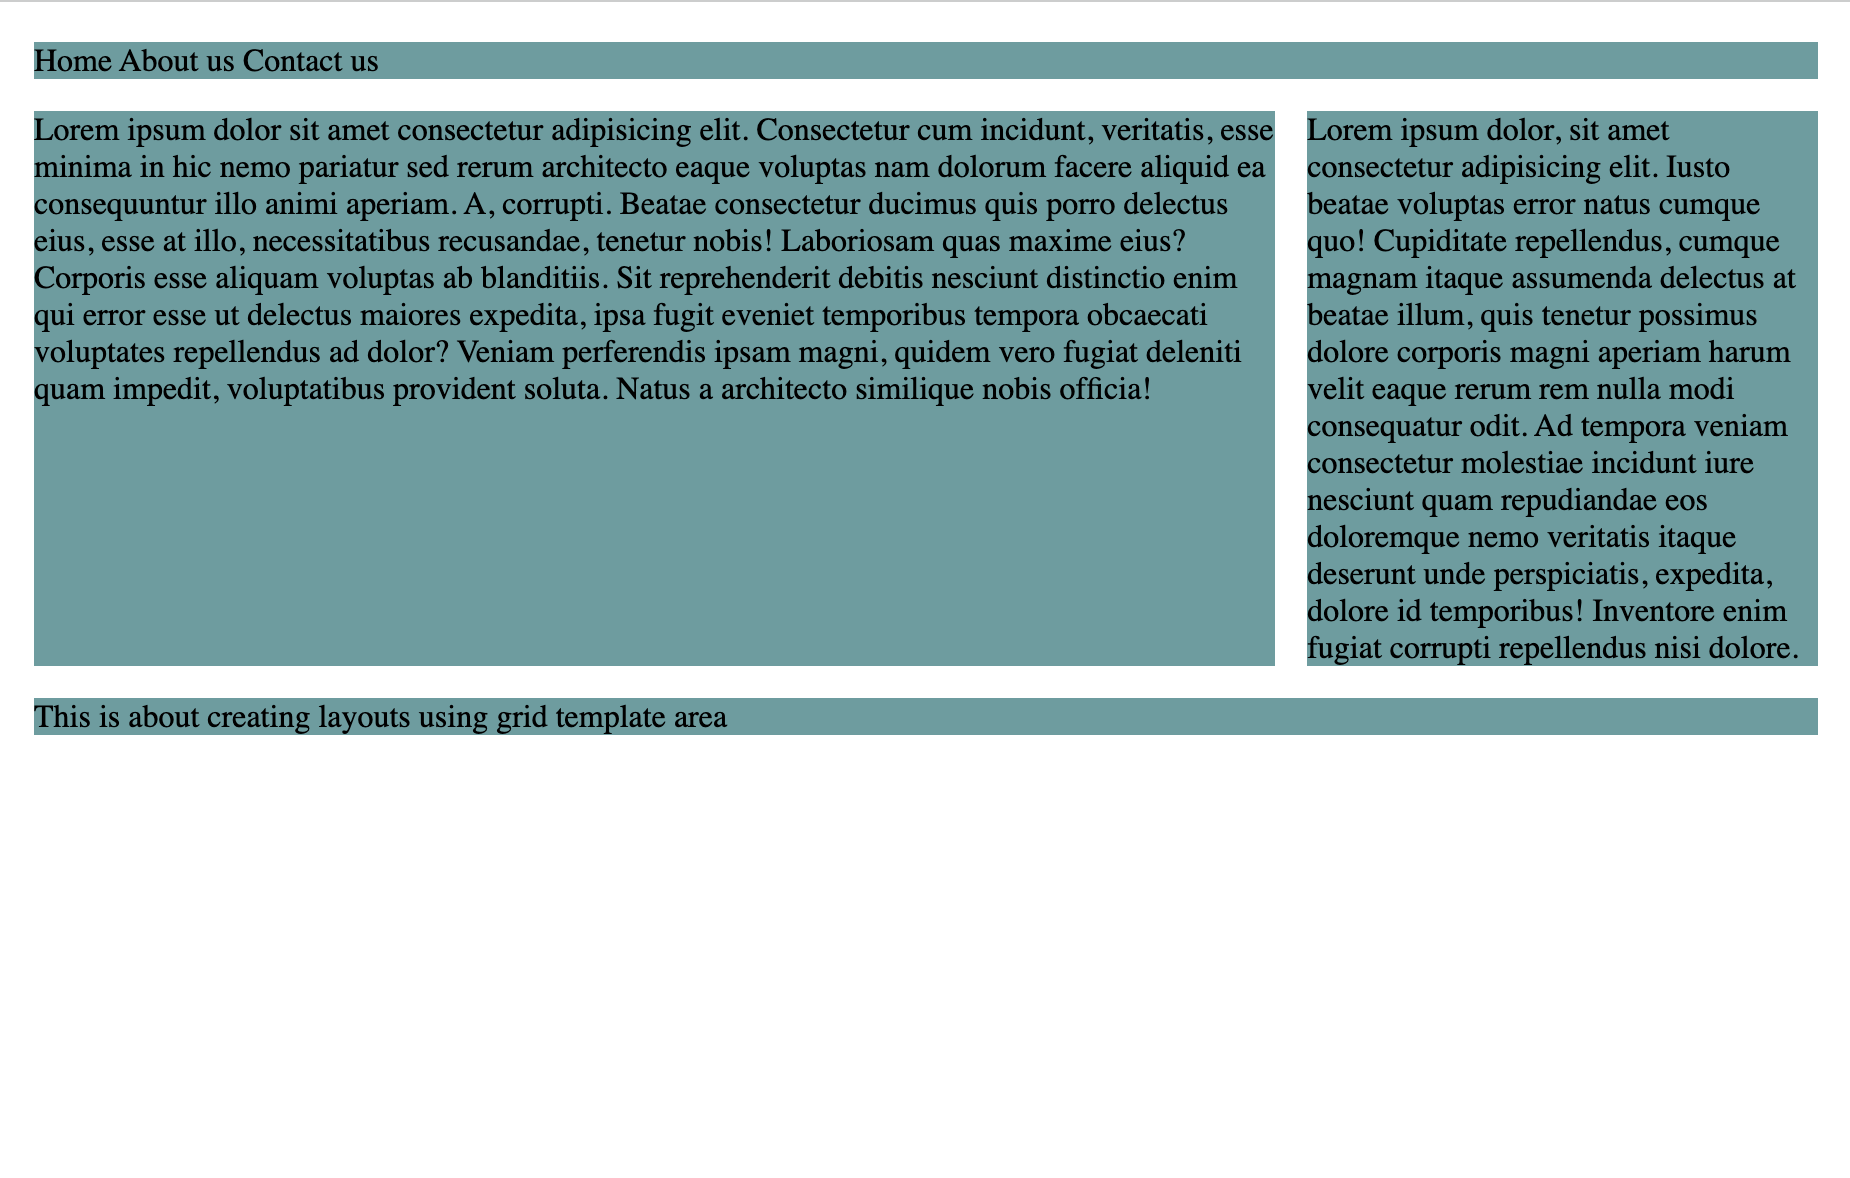 Home About us Contact us
Lorem ipsum dolor sit amet consectetur adipisicing elit. Consectetur cum incidunt, veritatis, esse
minima in hic nemo pariatur sed rerum architecto eaque voluptas nam dolorum facere aliquid ea
consequuntur illo animi aperiam. A, corrupti. Beatae consectetur ducimus quis porro delectus
eius, esse at illo, necessitatibus recusandae, tenetur nobis! Laboriosam quas maxime eius?
Corporis esse aliquam voluptas ab blanditiis. Sit reprehenderit debitis nesciunt distinctio enim
qui error esse ut delectus maiores expedita, ipsa fugit eveniet temporibus tempora obcaecati
voluptates repellendus ad dolor? Veniam perferendis ipsam magni, quidem vero fugiat deleniti
quam impedit, voluptatibus provident soluta. Natus a architecto similique nobis officia!
Lorem ipsum dolor, sit amet
consectetur adipisicing elit. Iusto
beatae voluptas error natus cumque
quo! Cupiditate repellendus, cumque
magnam itaque assumenda delectus at
beatae illum, quis tenetur possimus
dolore corporis magni aperiam harum
velit eaque rerum rem nulla modi
consequatur odit. Ad tempora veniam
consectetur molestiae incidunt iure
nesciunt quam repudiandae eos
doloremque nemo veritatis itaque
deserunt unde perspiciatis, expedita,
dolore id temporibus! Inventore enim
fugiat corrupti repellendus nisi dolore.
This is about creating layouts using grid template area